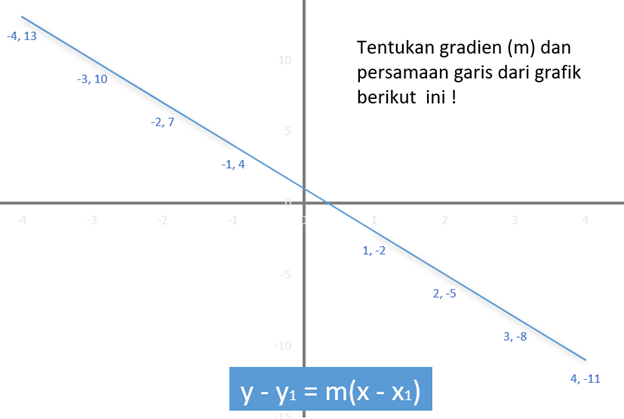 -4, 13
Tentukan gradien (m) dan
persamaan garis dari grafik
berikut ini !
10
-3, 10
5
-2, 7
-1, 4
0
-4 -3 -2 -1 1 2 3 4
1, -2
-5
2, -5
3, -8
-10
4, -11
y - y₁ = m(x - x₁)
-15